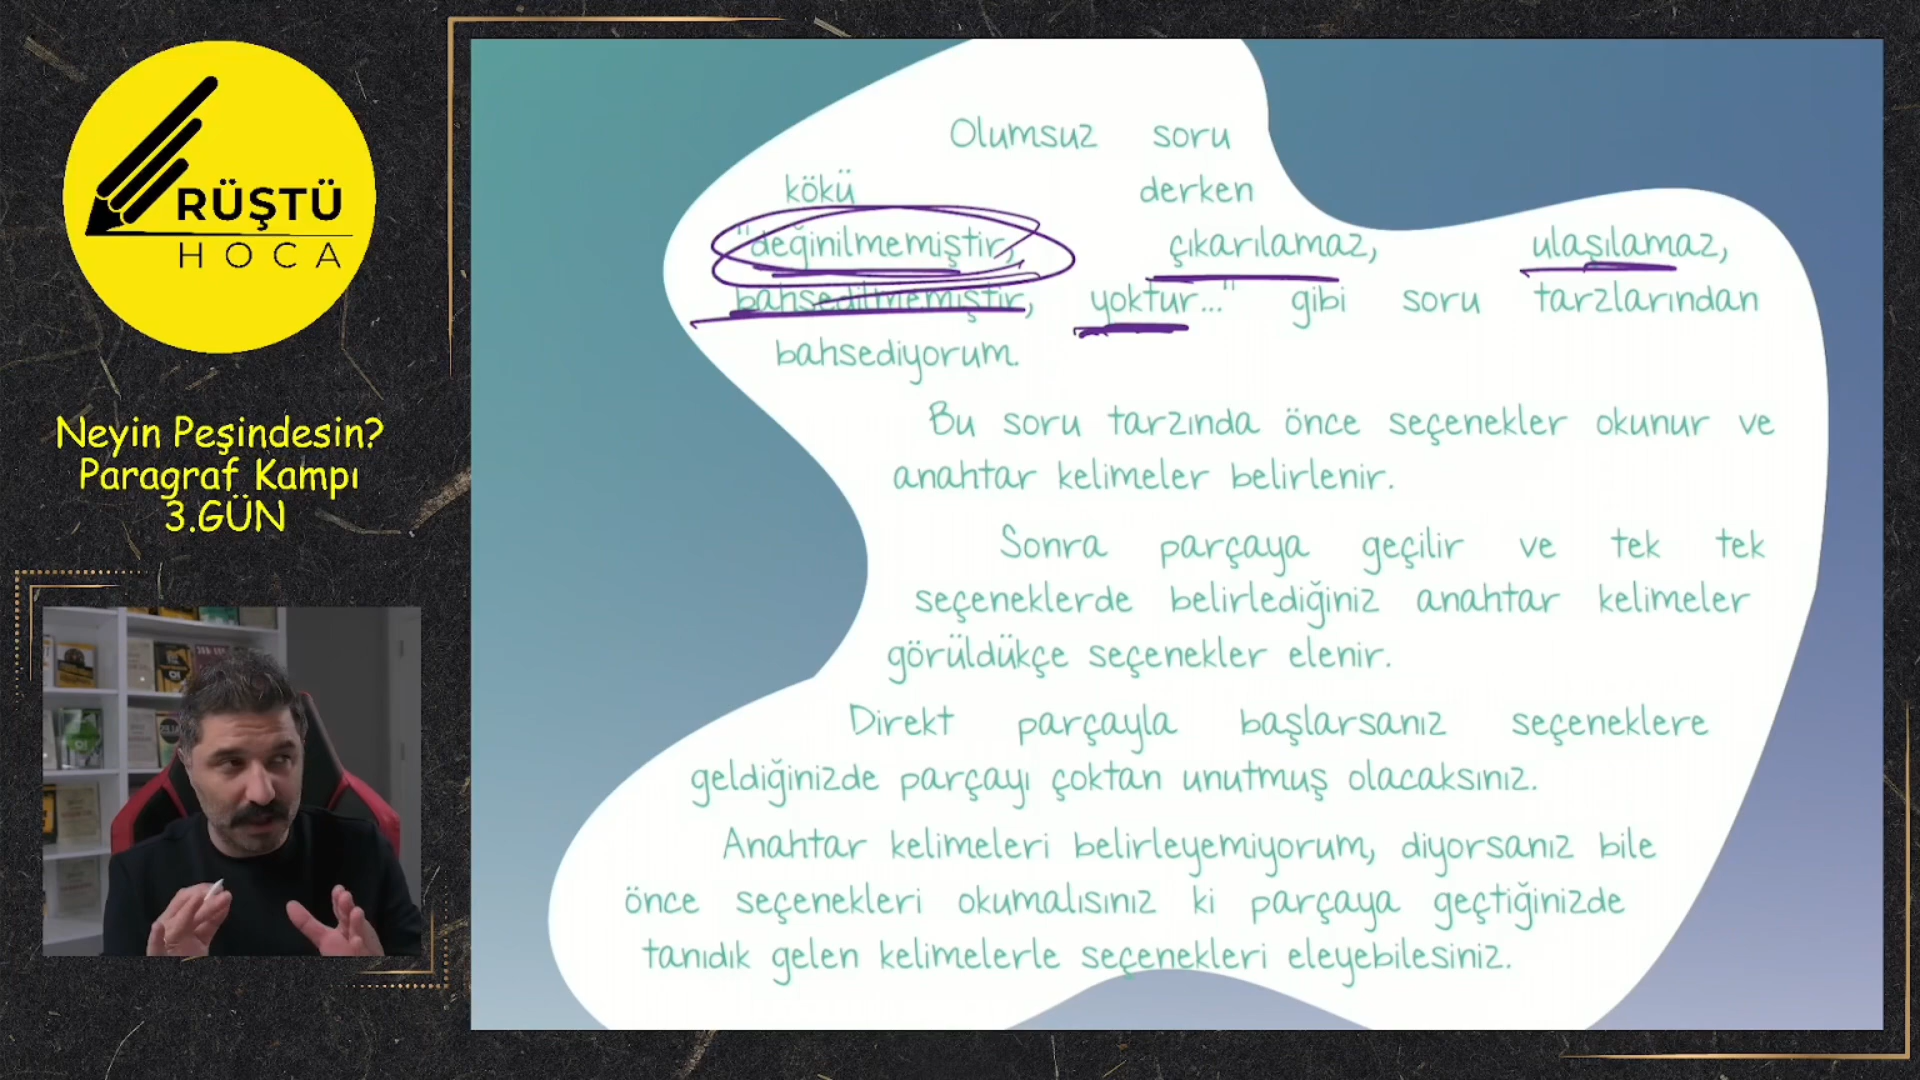 RÜŞTÜ
HOCA
Neyin Peşindesin?
Paragraf Kampı
3.GÜN
Olumsuz soru
kökü derken
"değinilmemiştir, çıkarılamaz, ulaşılamaz,
bahsedilmemiştir, yoktur..." gibi soru tarzlarından
bahsediyorum.
Bu soru tarzında önce seçenekler okunur ve
anahtar kelimeler belirlenir.
Sonra parçaya geçilir ve tek tek
seçeneklerde belirlediğiniz anahtar kelimeler
görüldükçe seçenekler elenir.
Direkt parçayla başlarsanız seçeneklere
geldiğinizde parçayı çoktan unutmuş olacaksınız.
Anahtar kelimeleri belirleyemiyorum, diyorsanız bile
önce seçenekleri okumalısınız ki parçaya geçtiğinizde
tanıdık gelen kelimelerle seçenekleri eleyebilesiniz.